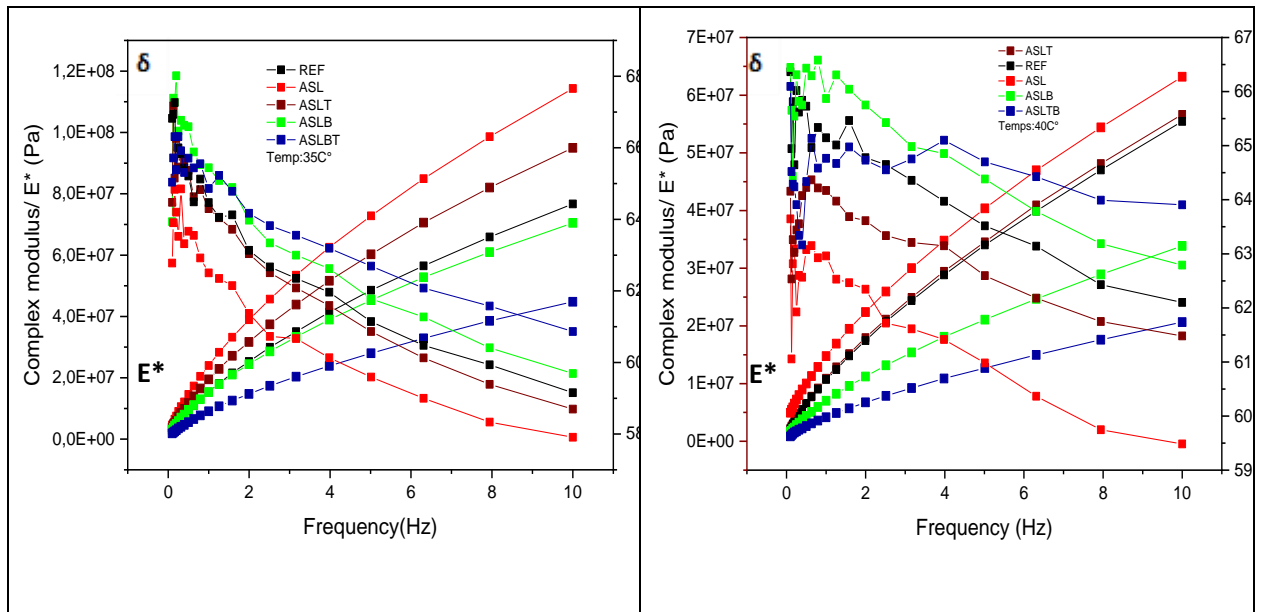 δ
E*
Complex modulus/ E* (Pa)
1,2E+08
1,0E+08
8,0E+07
6,0E+07
4,0E+07
2,0E+07
0,0E+00
REF
ASL
ASLT
ASLB
ASLBT
Temp:35C°
68
66
64
62
60
58
0 2 4 6 8 10
Frequency(Hz)
δ
E*
Complex modulus/ E* (Pa)
7E+07
6E+07
5E+07
4E+07
3E+07
2E+07
1E+07
0E+00
ASLT
REF
ASL
ASLB
ASLTB
Temps:40C°
67
66
65
64
63
62
61
60
59
0 2 4 6 8 10
Frequency (Hz)